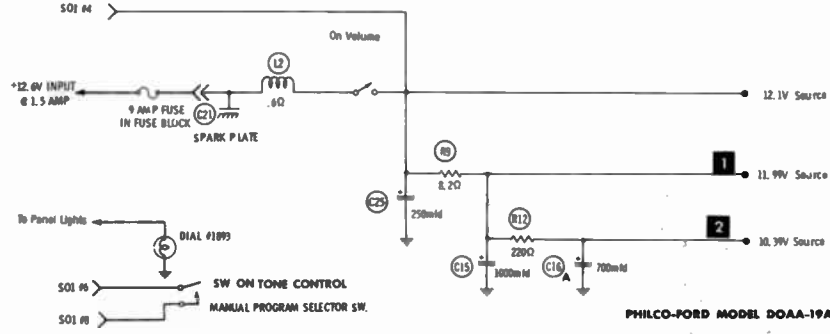 SO1 #4
On Volume
L2
+12.6V INPUT
@ 1.5 AMP
.6Ω
12.1V Source
9 AMP FUSE
IN FUSE BLOCK
C21
SPARK PLATE
R9
1
8.2Ω
11.99V Source
C25
250mfd
2
To Panel Lights
R12
10.39V Source
DIAL #1893
220Ω
C15
1000mfd
C16
A
700mfd
SO1 #6
SW ON TONE CONTROL
MANUAL PROGRAM SELECTOR SW.
SO1 #8
PHILCO-FORD MODEL DOAA-19A